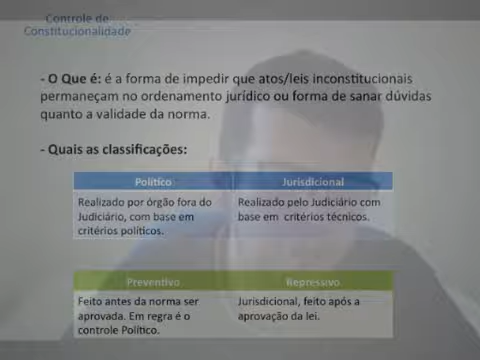 Controle de
Constitucionalidade
- O Que é: é a forma de impedir que atos/leis inconstitucionais
permaneçam no ordenamento jurídico ou forma de sanar dúvidas
quanto a validade da norma.
- Quais as classificações:
Político
Jurisdicional
Realizado por órgão fora do
Judiciário, com base em
critérios políticos.
Realizado pelo Judiciário com
base em critérios técnicos.
Preventivo
Repressivo
Feito antes da norma ser
aprovada. Em regra é o
controle Político.
Jurisdicional, feito após a
aprovação da lei.